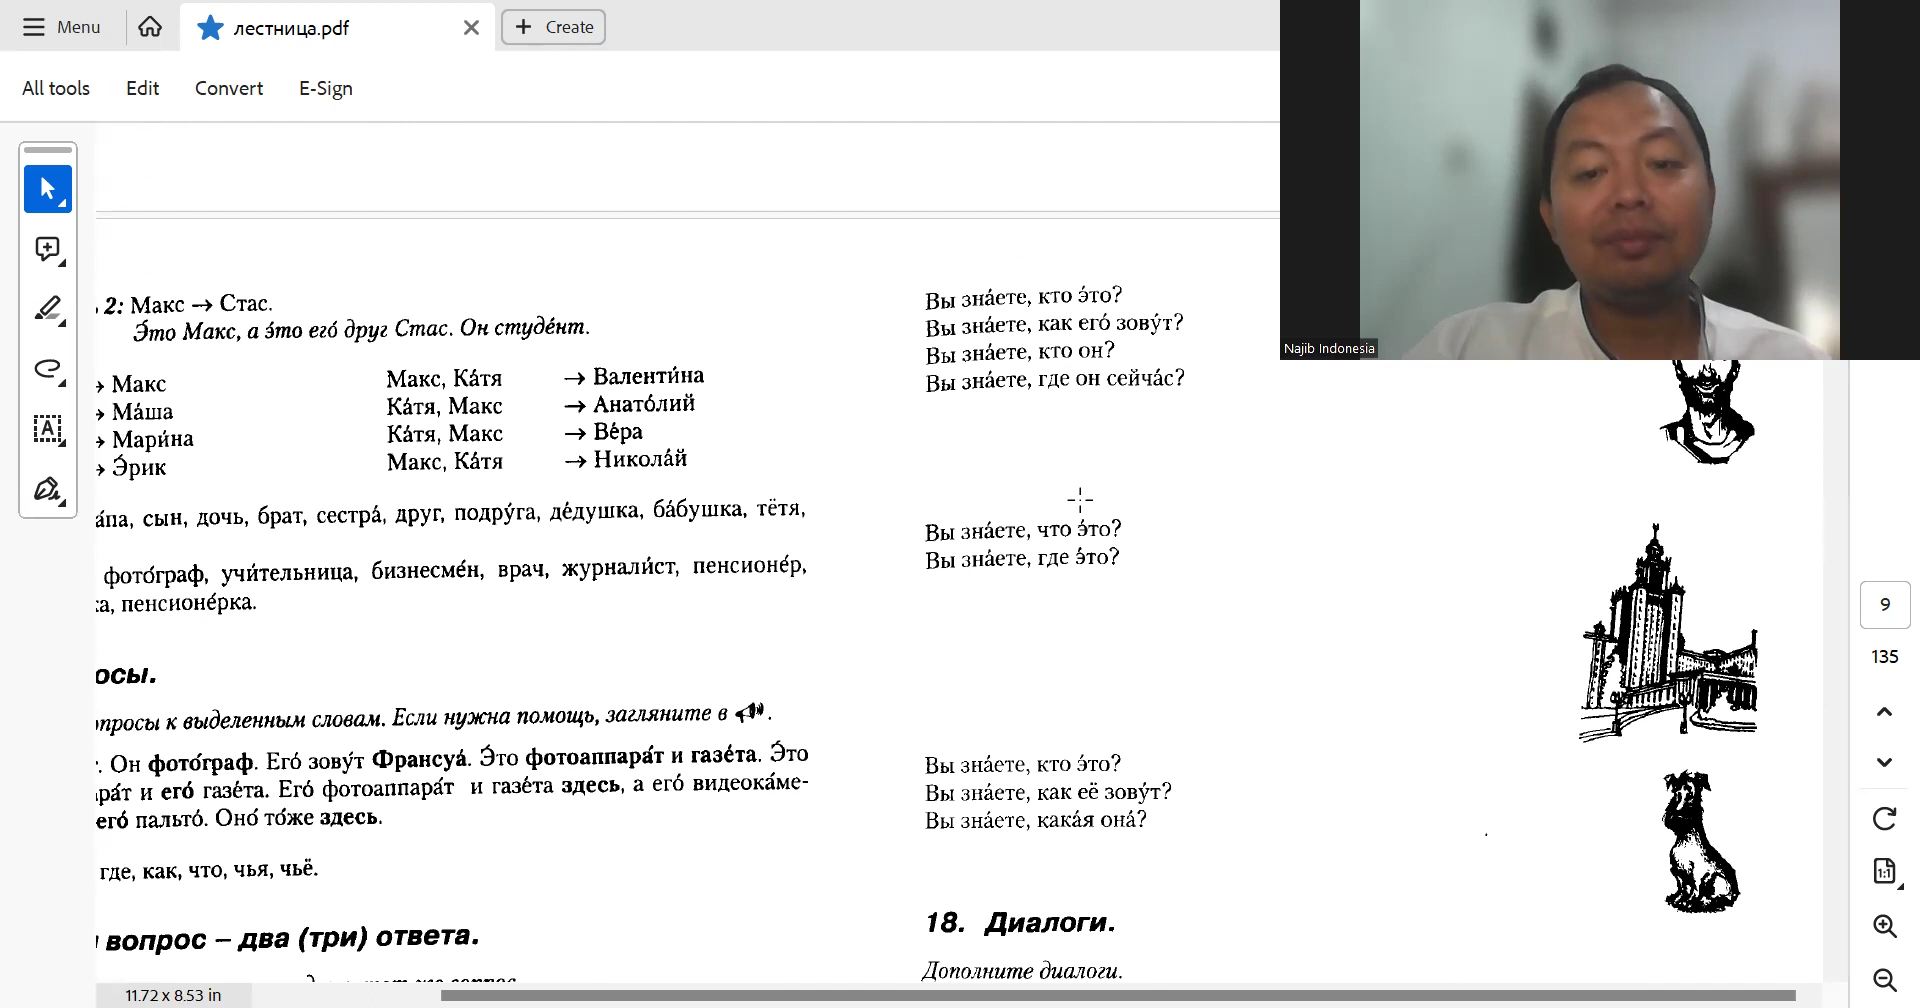 Menu
лестница.pdf
Create
All tools
Edit
Convert
E-Sign
Najib Indonesia
2: Макс → Стас.
Э́то Макс, а э́то его́ друг Стас. Он студе́нт.
→ Макс
→ Ма́ша
→ Мари́на
→ Э́рик
Макс, Ка́тя → Валенти́на
Ка́тя, Макс → Анато́лий
Ка́тя, Макс → Ве́ра
Макс, Ка́тя → Никола́й
а́па, сын, дочь, брат, сестра́, друг, подру́га, де́душка, ба́бушка, тётя,
фото́граф, учи́тельница, бизнесме́н, врач, журнали́ст, пенсионе́р,
ка, пенсионе́рка.
осы.
опросы к выделенным словам. Если нужна помощь, загляните в
. Он фото́граф. Его́ зову́т Франсуа́. Э́то фотоаппара́т и газе́та. Э́то
ара́т и его́ газе́та. Его́ фотоаппара́т и газе́та здесь, а его́ видеока́ме-
его́ пальто́. Оно́ то́же здесь.
где, как, что, чья, чьё.
вопрос – два (три) ответа.
Вы зна́ете, кто э́то?
Вы зна́ете, как его́ зову́т?
Вы зна́ете, кто он?
Вы зна́ете, где он сейча́с?
Вы зна́ете, что э́то?
Вы зна́ете, где э́то?
Вы зна́ете, кто э́то?
Вы зна́ете, как её зову́т?
Вы зна́ете, кака́я она́?
18. Диалоги.
Дополните диалоги.
9
135
11.72 x 8.53 in